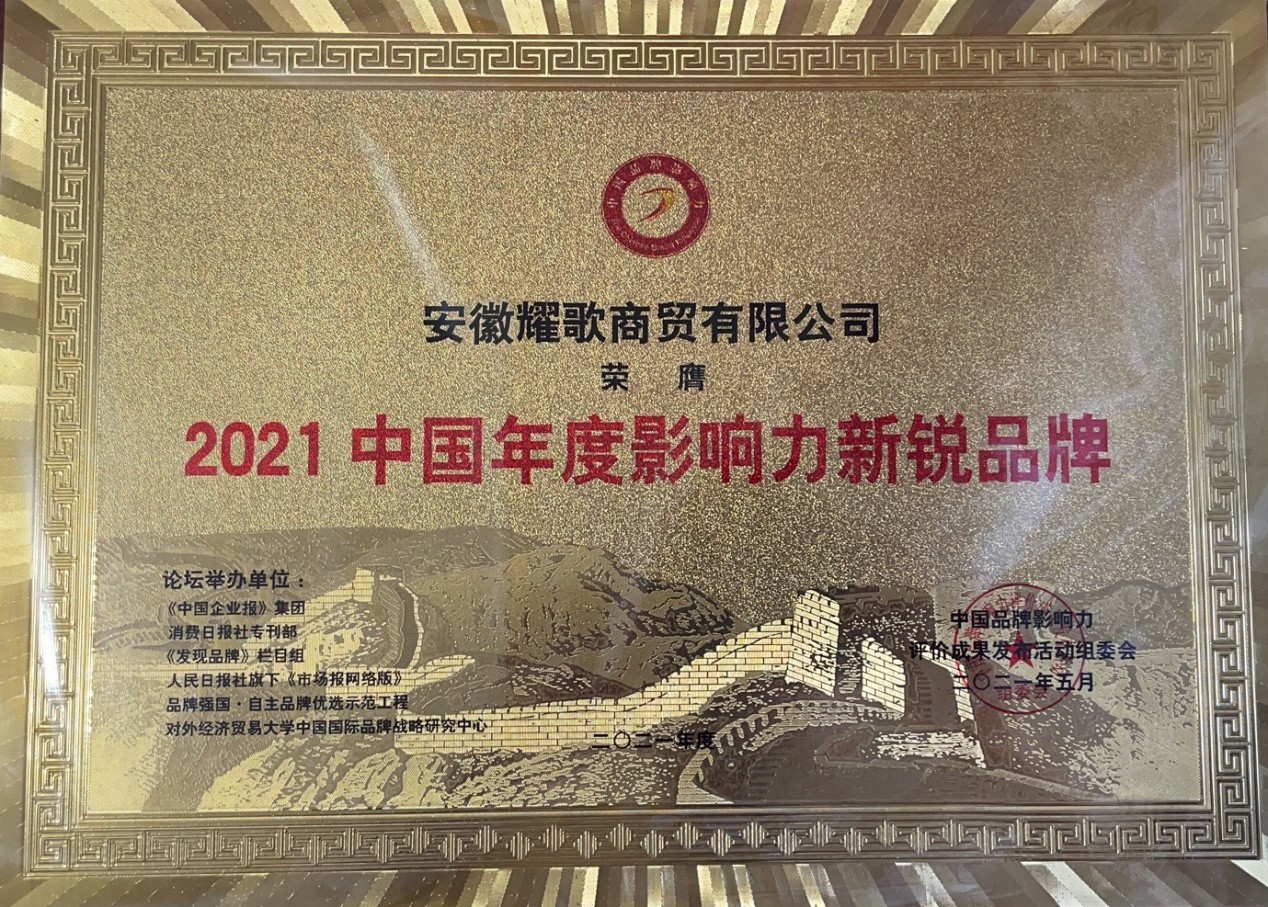 安徽耀歌商贸有限公司
荣 膺
2021 中国年度影响力新锐品牌
论坛举办单位：
《中国企业报》集团
消费日报社专刊部
《发现品牌》栏目组
人民日报社旗下《市场报网络版》
品牌强国·自主品牌优选示范工程
对外经济贸易大学中国国际品牌战略研究中心
二〇二一年度
中国品牌影响力
评价成果发布活动组委会
二〇二一年五月